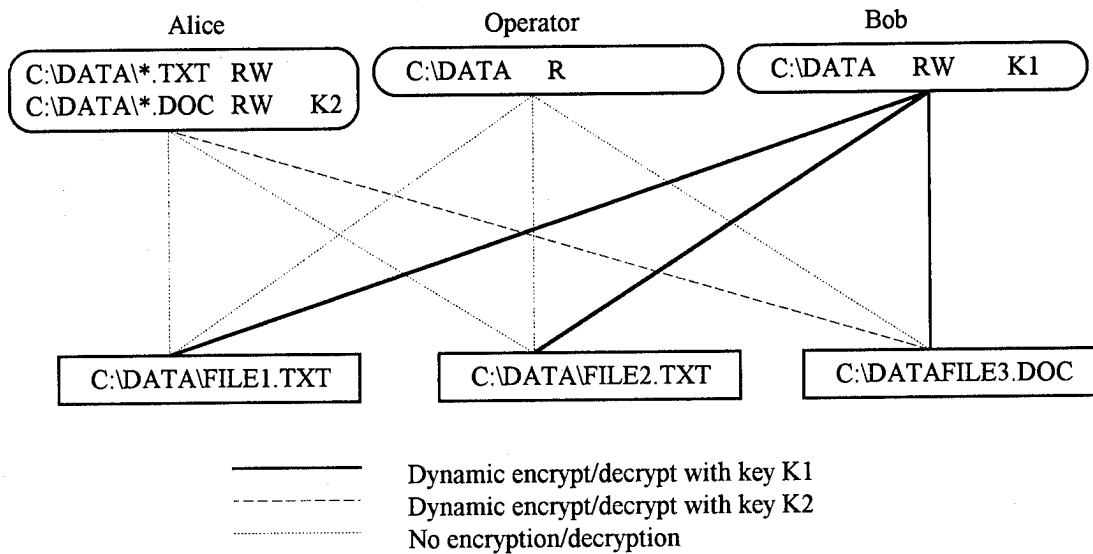 Alice Operator Bob
C:\DATA\*.TXT RW
C:\DATA\*.DOC RW K2
C:\DATA R
C:\DATA RW K1
C:\DATA\FILE1.TXT C:\DATA\FILE2.TXT C:\DATAFILE3.DOC
Dynamic encrypt/decrypt with key K1
Dynamic encrypt/decrypt with key K2
No encryption/decryption